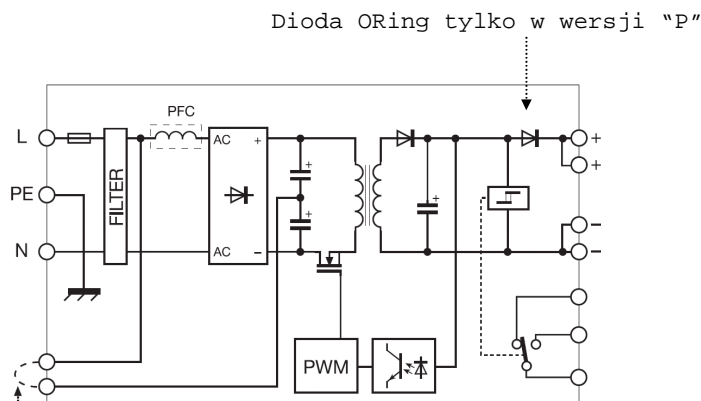 Dioda ORing tylko w wersji “P”
PFC
L
AC +
+
+
PE
FILTER
+
+
N
AC −
−
−
PWM